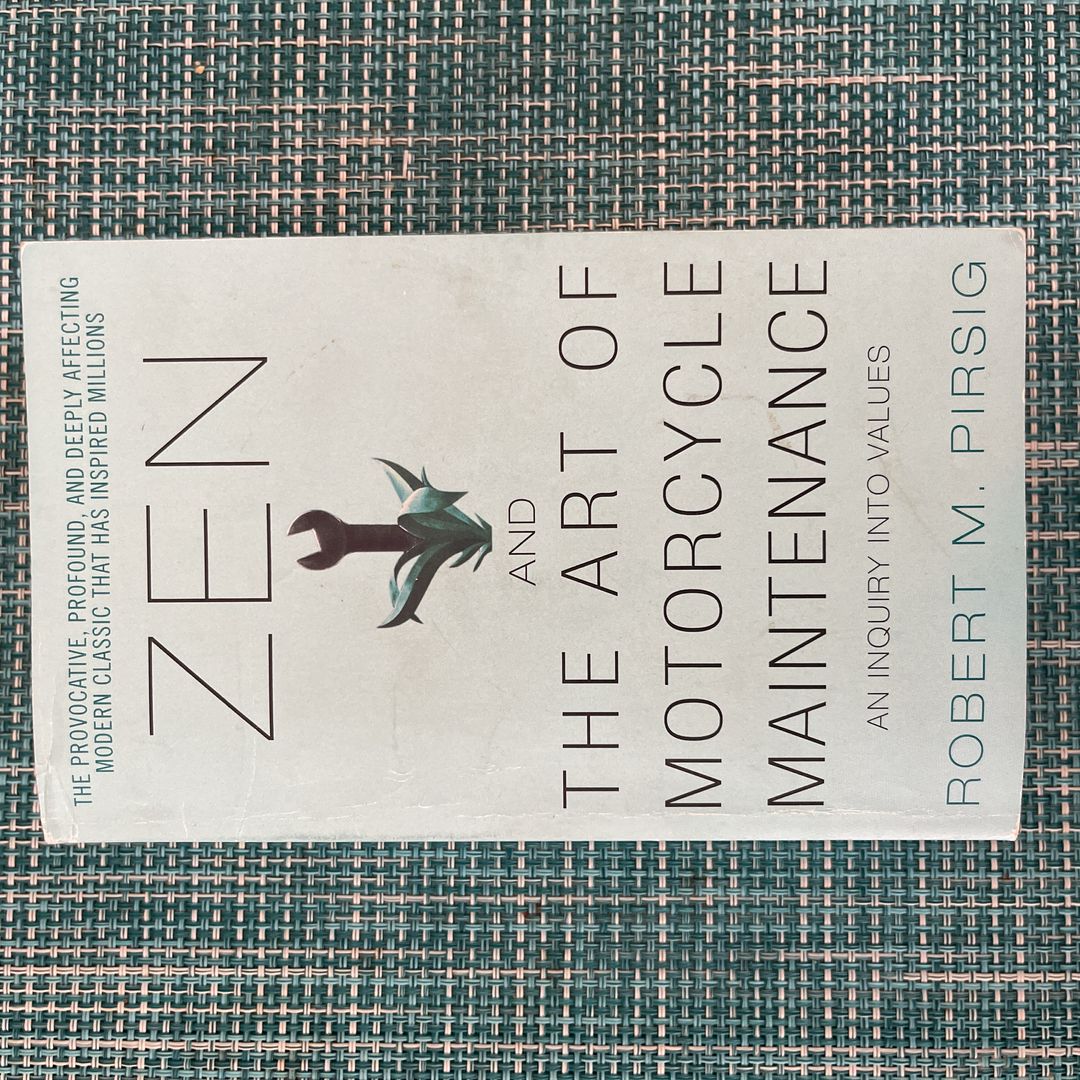 THE PROVOCATIVE, PROFOUND, AND DEEPLY AFFECTING
MODERN CLASSIC THAT HAS INSPIRED MILLIONS
ZEN
AND
THE ART OF
MOTORCYCLE
MAINTENANCE
AN INQUIRY INTO VALUES
ROBERT M. PIRSIG